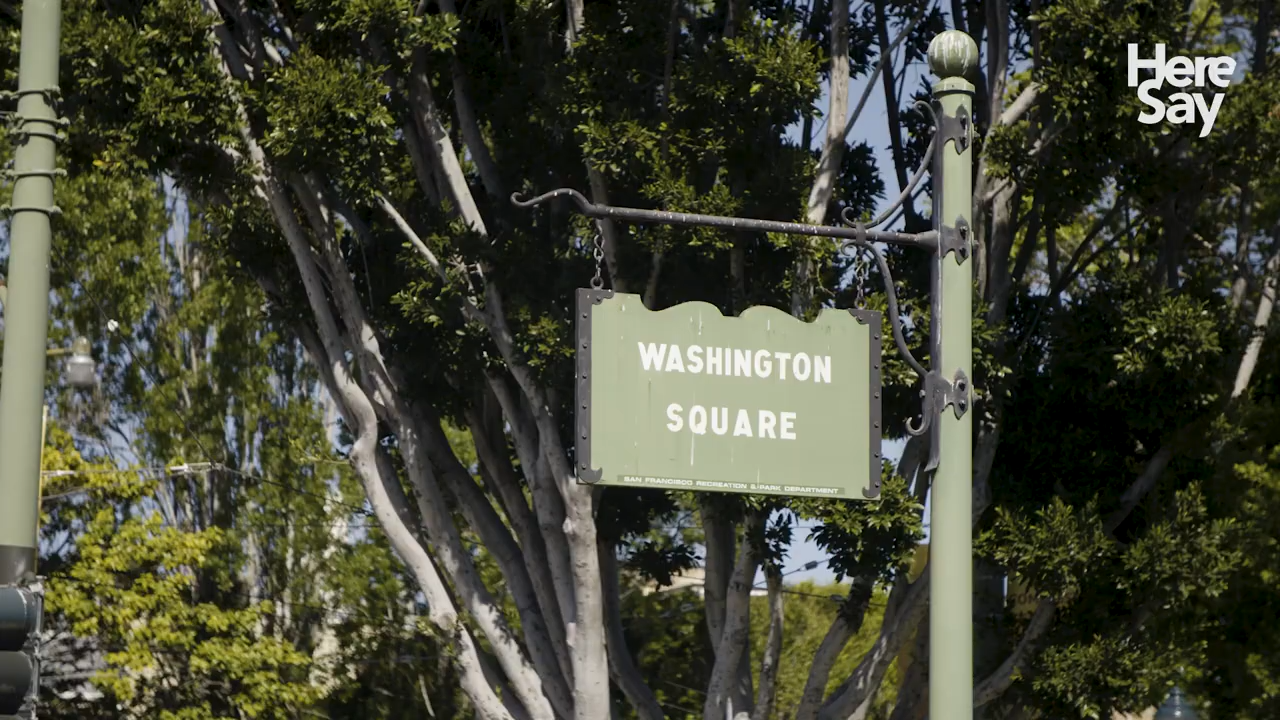 Here
Say
WASHINGTON
SQUARE
SAN FRANCISCO RECREATION & PARK DEPARTMENT